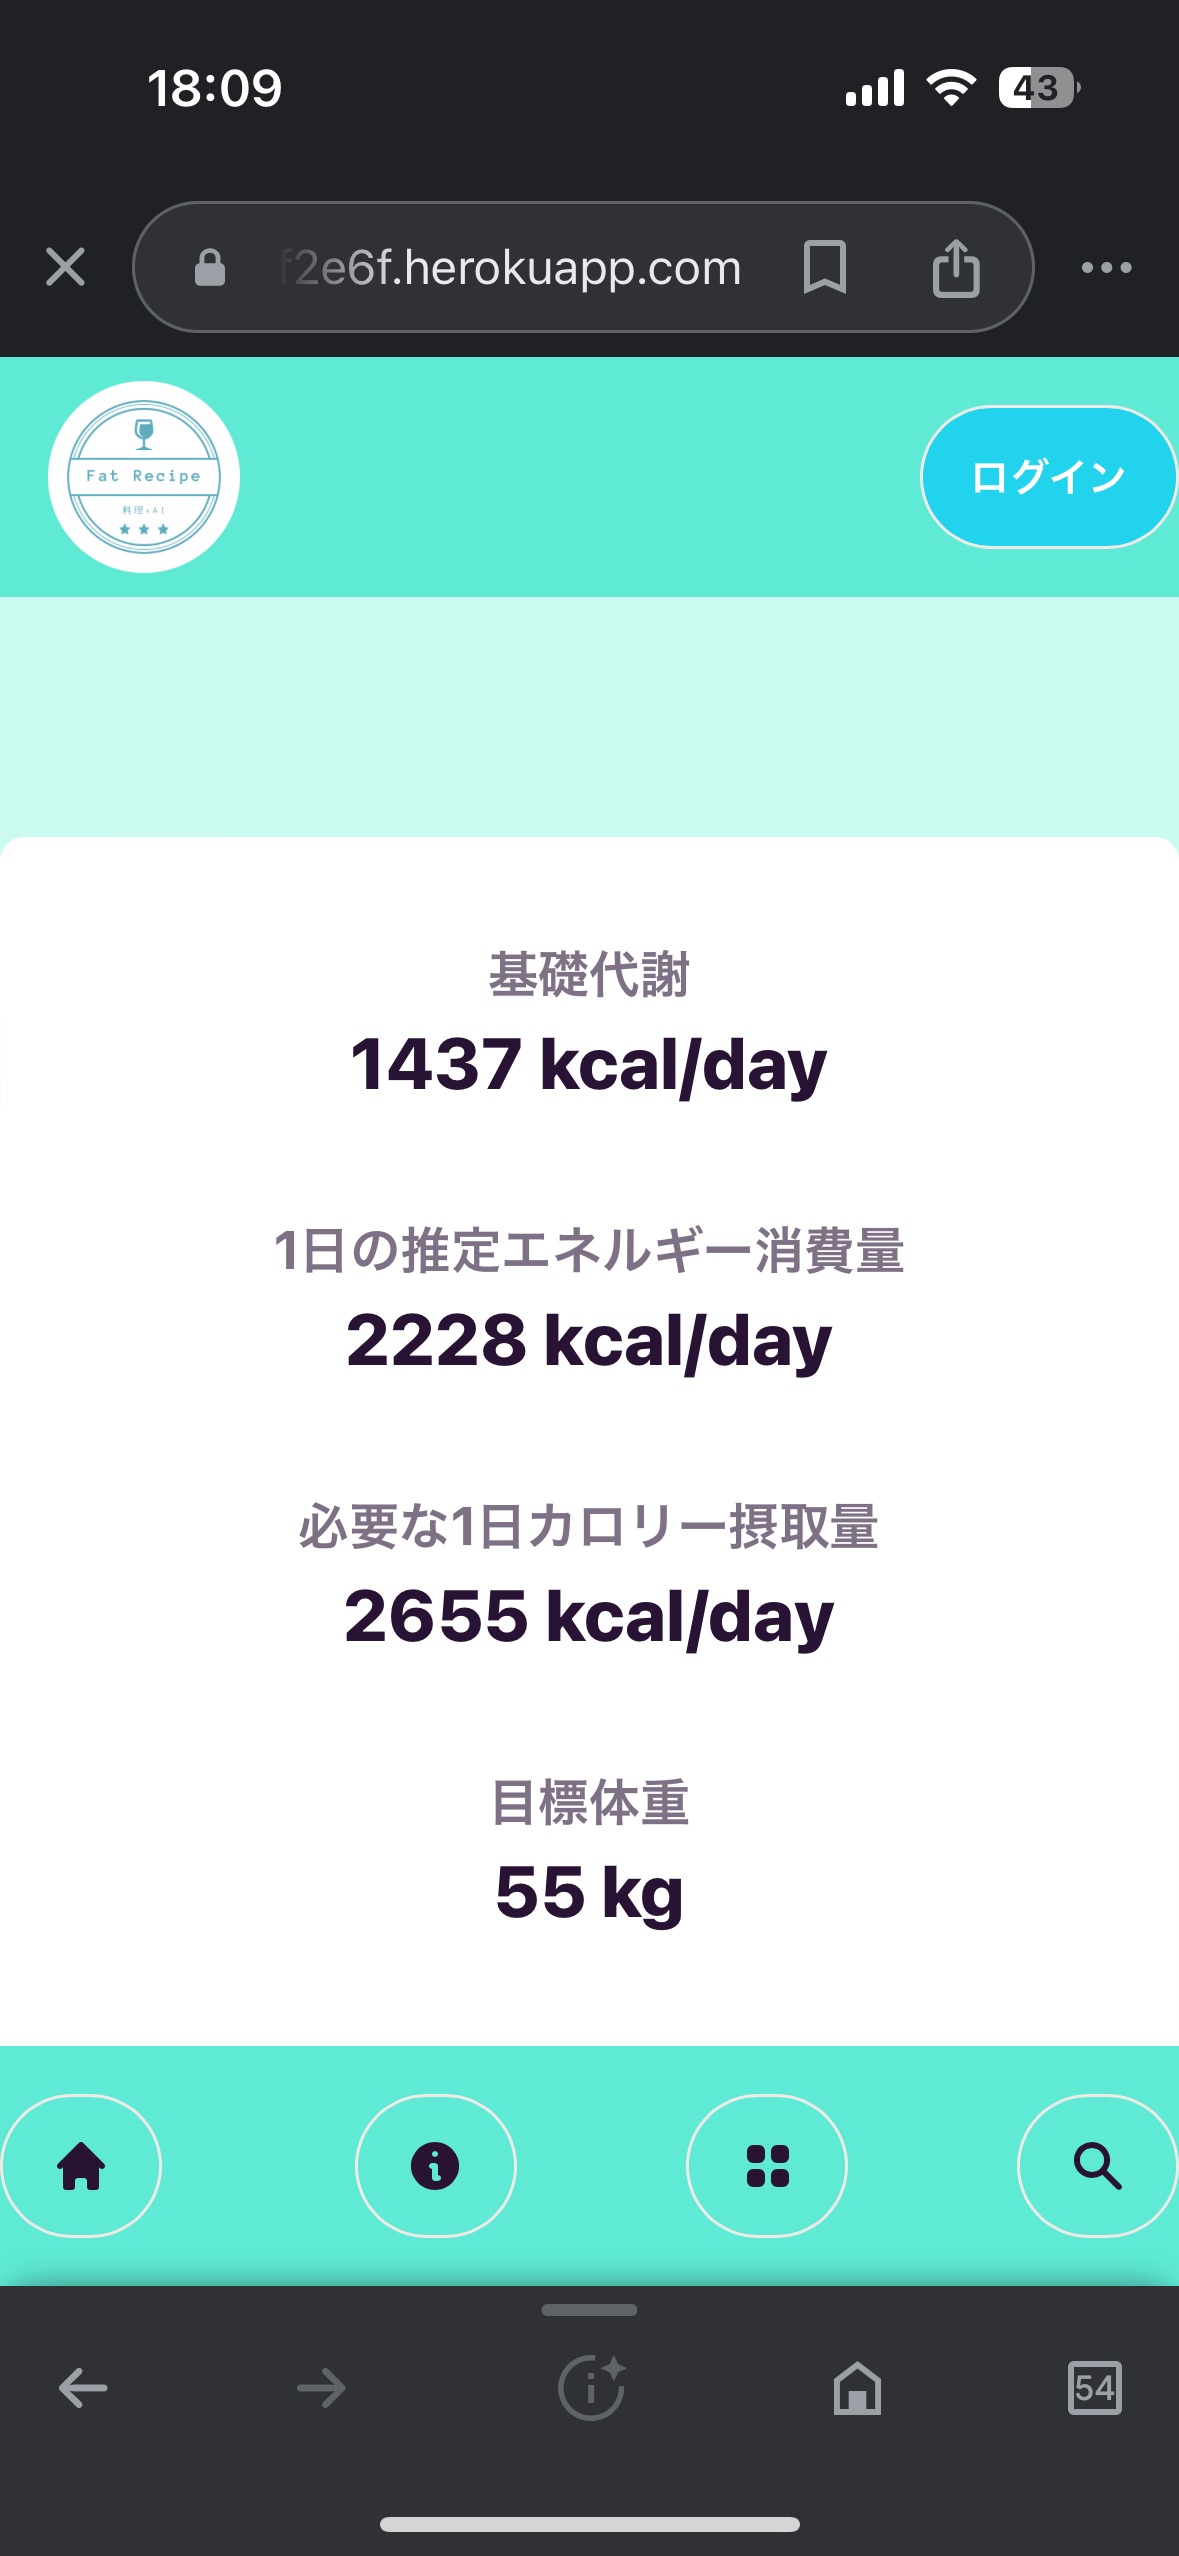 18:09
43
f2e6f.herokuapp.com
Fat Recipe
料理×AI
ログイン
基礎代謝
1437 kcal/day
1日の推定エネルギー消費量
2228 kcal/day
必要な1日カロリー摂取量
2655 kcal/day
目標体重
55 kg
54